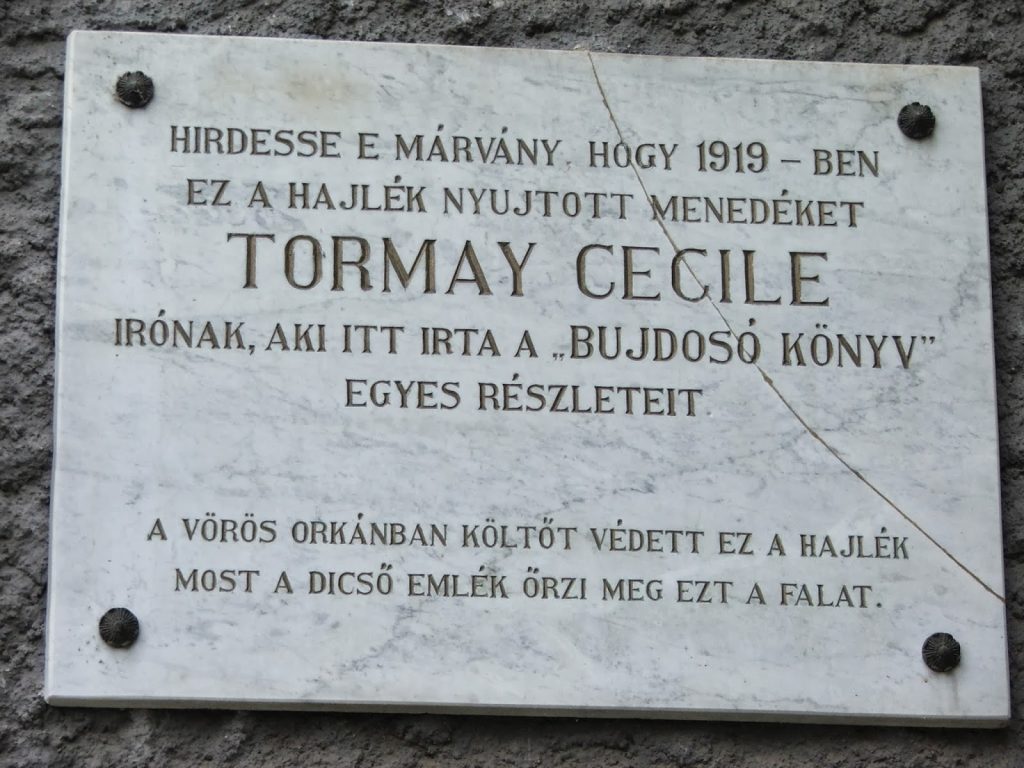 HIRDESSE E MÁRVÁNY, HOGY 1919 – BEN
EZ A HAJLÉK NYUJTOTT MENEDÉKET
TORMAY CECILE
IRÓNAK, AKI ITT IRTA A „BUJDOSÓ KÖNYV”
EGYES RÉSZLETEIT.
A VÖRÖS ORKÁNBAN KÖLTŐT VÉDETT EZ A HAJLÉK
MOST A DICSŐ EMLÉK ŐRZI MEG EZT A FALAT.